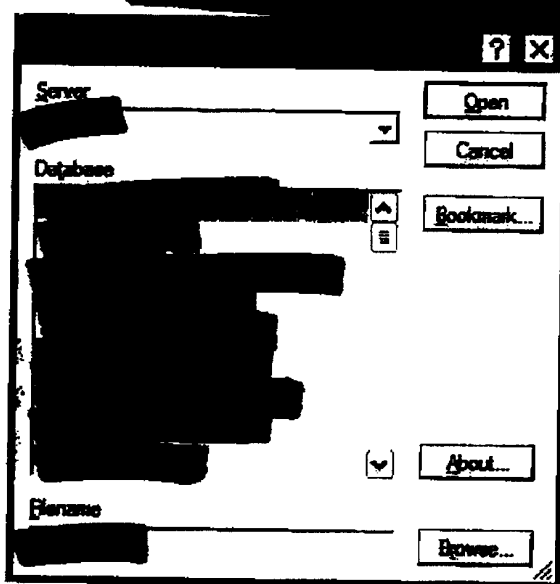 Server
Open
Cancel
Database
Bookmark...
About...
Filename
Browse...